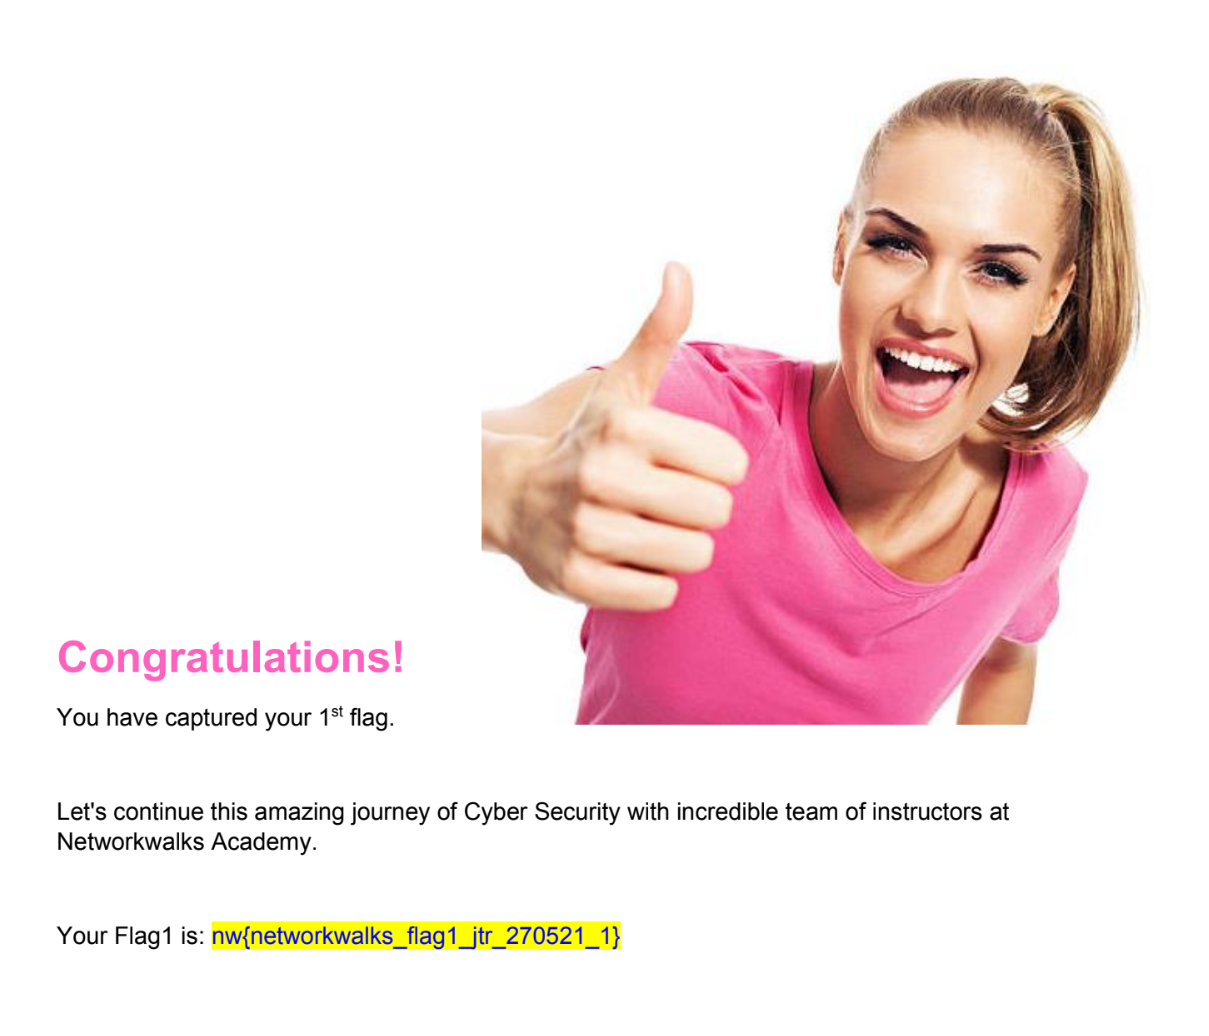 Congratulations!
You have captured your 1st flag.
Let's continue this amazing journey of Cyber Security with incredible team of instructors at
Networkwalks Academy.
Your Flag1 is: nw{networkwalks_flag1_jtr_270521_1}